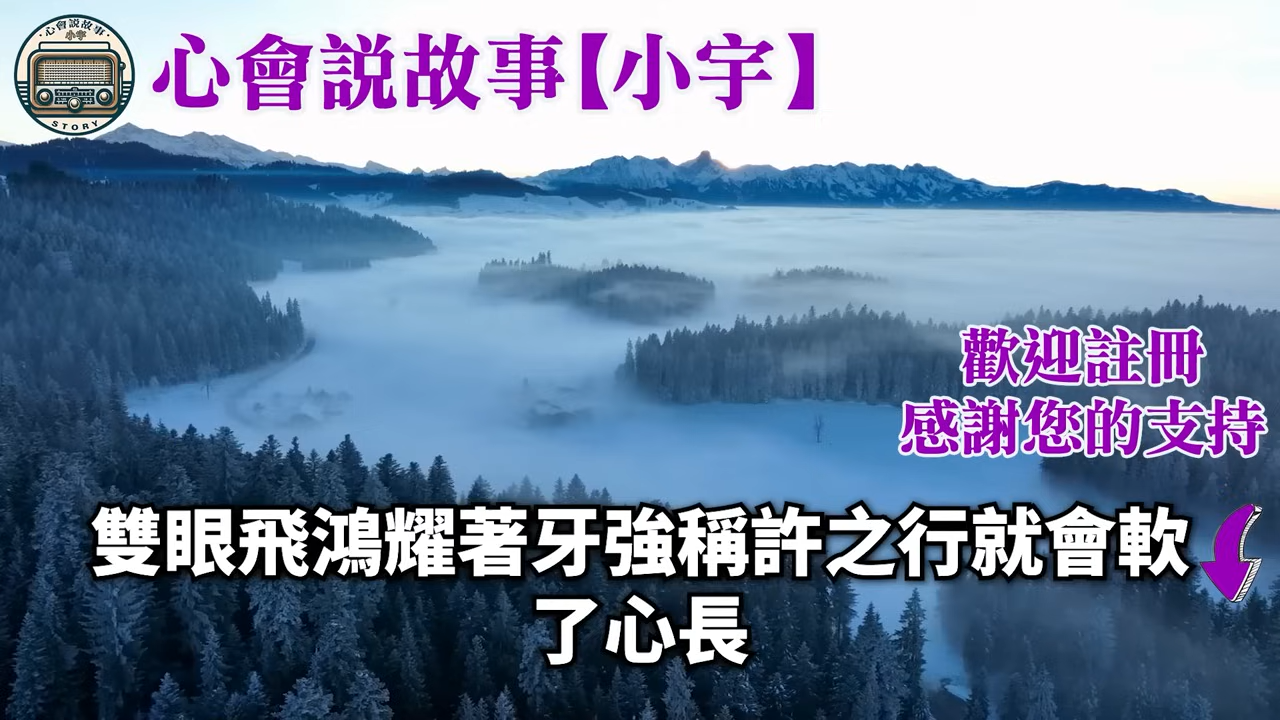 心會說故事
小宇
STORY
心會説故事【小宇】
歡迎註冊
感謝您的支持
雙眼飛鴻耀著牙強稱許之行就會軟
了心長